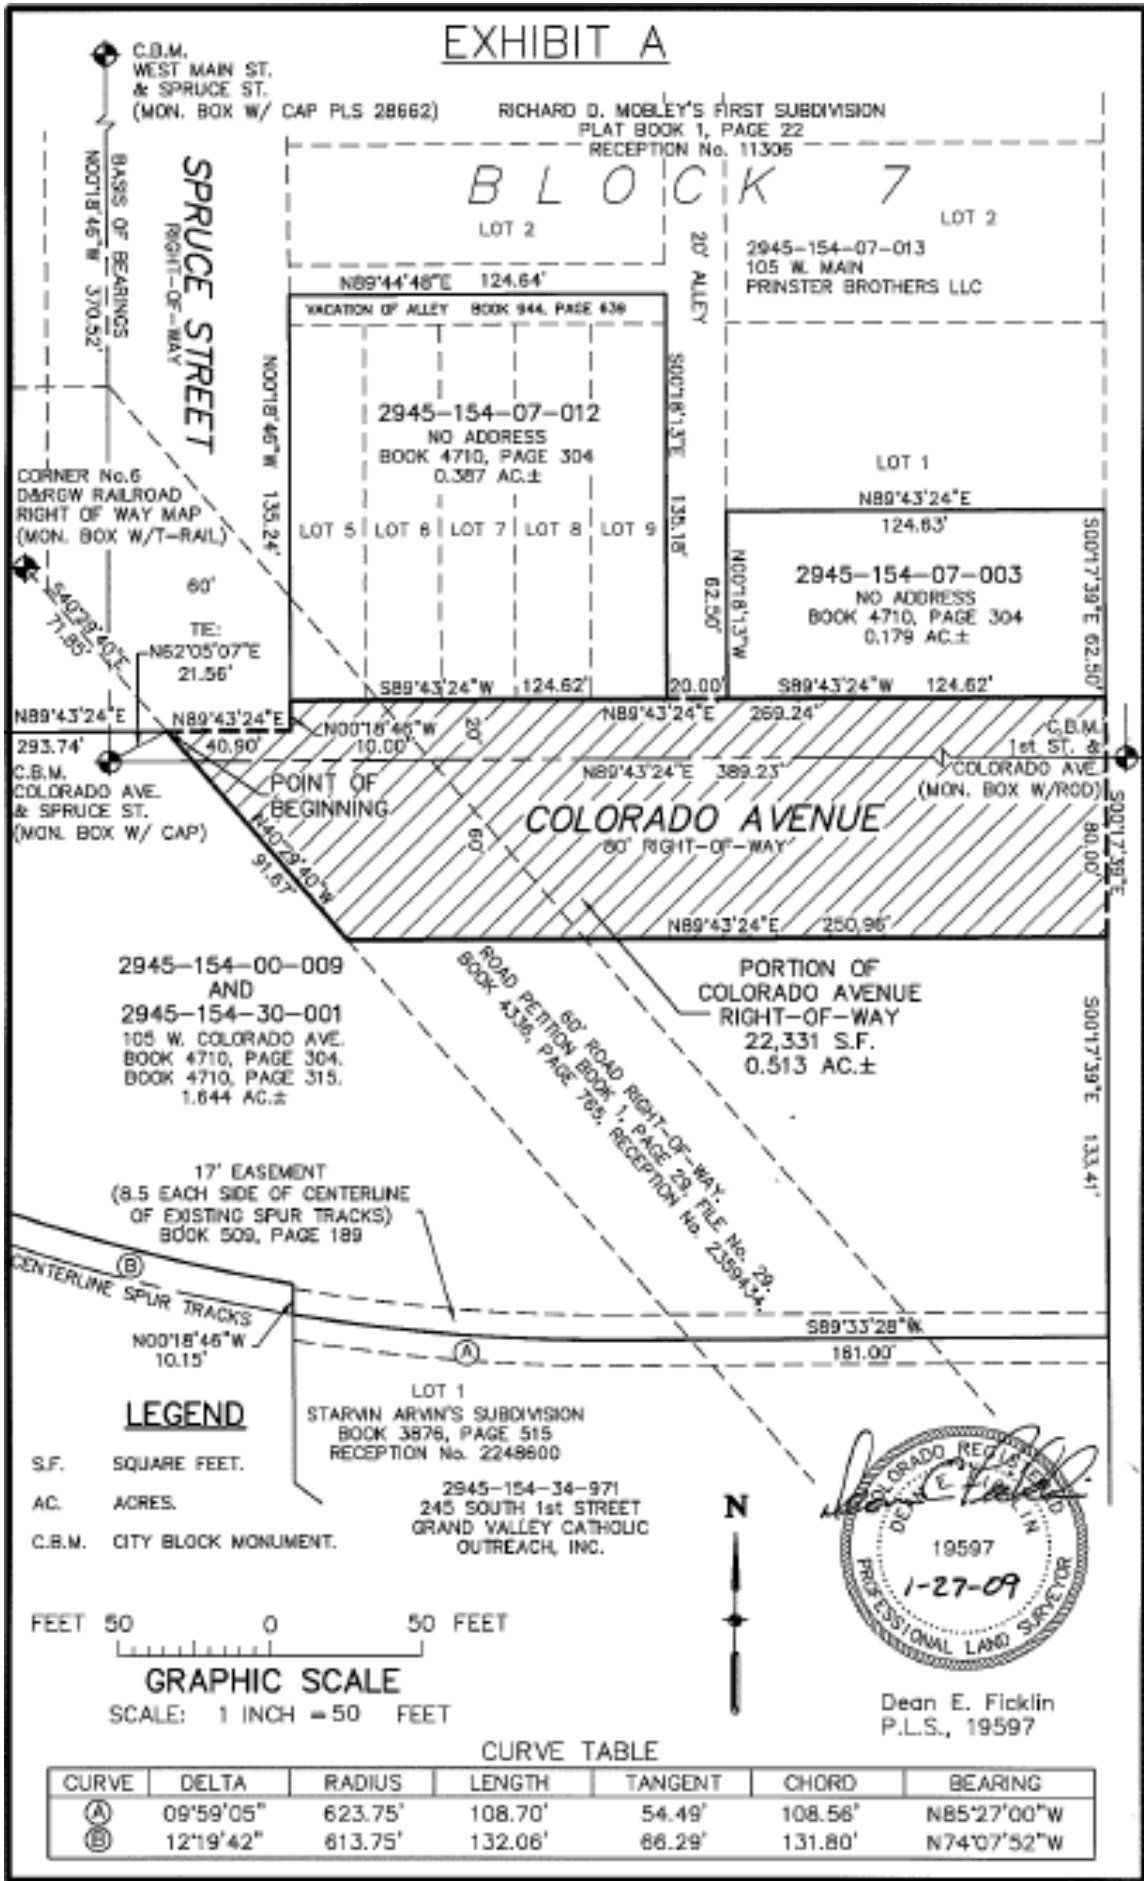 EXHIBIT A
C.B.M.
WEST MAIN ST.
& SPRUCE ST.
(MON. BOX W/ CAP PLS 28662)
RICHARD D. MOBLEY'S FIRST SUBDIVISION
PLAT BOOK 1, PAGE 22
RECEPTION No. 11306
BLOCK 7
BASIS OF BEARINGS
N00°18'46"W 370.52'
SPRUCE STREET
RIGHT-OF-WAY
LOT 2
20' ALLEY
LOT 2
2945-154-07-013
105 W. MAIN
PRINSTER BROTHERS LLC
N89°44'48"E 124.64'
VACATION OF ALLEY BOOK 944, PAGE 639
N00°18'46"W 135.24'
2945-154-07-012
NO ADDRESS
BOOK 4710, PAGE 304
0.387 AC.±
LOT 5
LOT 6
LOT 7
LOT 8
LOT 9
S00°18'13"E 135.18'
LOT 1
N89°43'24"E
124.63'
N00°18'13"W
62.50'
2945-154-07-003
NO ADDRESS
BOOK 4710, PAGE 304
0.179 AC.±
S00°17'39"E 62.50'
CORNER No.6
D&RGW RAILROAD
RIGHT OF WAY MAP
(MON. BOX W/T-RAIL)
S40°29'40"E
71.85'
60'
TIE:
N62°05'07"E
21.56'
S89°43'24"W 124.62'
20.00'
S89°43'24"W 124.62'
N89°43'24"E
293.74'
N89°43'24"E
40.90'
N00°18'46"W
10.00'
20'
N89°43'24"E 269.24'
C.B.M.
1st ST. &
COLORADO AVE.
(MON. BOX W/ROD)
C.B.M.
COLORADO AVE.
& SPRUCE ST.
(MON. BOX W/ CAP)
POINT OF
BEGINNING
N89°43'24"E 389.23'
COLORADO AVENUE
80' RIGHT-OF-WAY
60'
N40°29'40"W
91.67'
S00°17'39"E
80.00'
N89°43'24"E 250.96'
2945-154-00-009
AND
2945-154-30-001
105 W. COLORADO AVE.
BOOK 4710, PAGE 304.
BOOK 4710, PAGE 315.
1.644 AC.±
60' ROAD RIGHT-OF-WAY.
ROAD PETITION BOOK 1, PAGE 29, FILE No. 29.
BOOK 4336, PAGE 765, RECEPTION No. 2359434.
PORTION OF
COLORADO AVENUE
RIGHT-OF-WAY
22,331 S.F.
0.513 AC.±
S00°17'39"E 133.41'
17' EASEMENT
(8.5 EACH SIDE OF CENTERLINE
OF EXISTING SPUR TRACKS)
BOOK 509, PAGE 189
B
CENTERLINE SPUR TRACKS
N00°18'46"W
10.15'
A
S89°33'28"W
161.00'
LOT 1
STARVIN ARVIN'S SUBDIVISION
BOOK 3876, PAGE 515
RECEPTION No. 2248600
2945-154-34-971
245 SOUTH 1st STREET
GRAND VALLEY CATHOLIC
OUTREACH, INC.
LEGEND
S.F. SQUARE FEET.
AC. ACRES.
C.B.M. CITY BLOCK MONUMENT.
N
COLORADO REGISTERED
DEAN E. FICKLIN
19597
1-27-09
PROFESSIONAL LAND SURVEYOR
Dean E. Ficklin
P.L.S., 19597
FEET 50 0 50 FEET
GRAPHIC SCALE
SCALE: 1 INCH = 50 FEET
CURVE TABLE
CURVE DELTA RADIUS LENGTH TANGENT CHORD BEARING
A 09°59'05" 623.75' 108.70' 54.49' 108.56' N85°27'00"W
B 12°19'42" 613.75' 132.06' 66.29' 131.80' N74°07'52"W